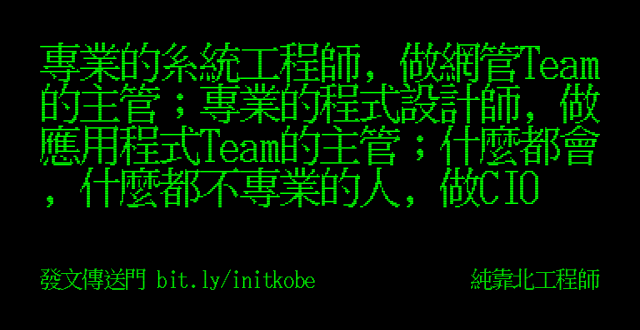 專業的系統工程師, 做網管Team
的主管；專業的程式設計師, 做
應用程式Team的主管；什麼都會
, 什麼都不專業的人, 做CIO
發文傳送門 bit.ly/initkobe
純靠北工程師